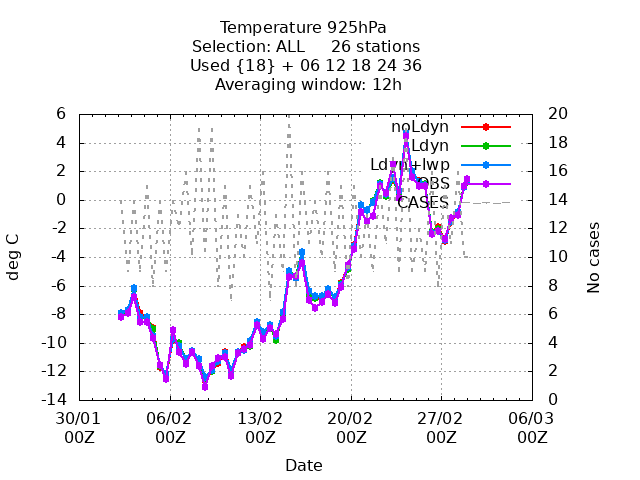 Temperature 925hPa
Selection: ALL 26 stations
Used {18} + 06 12 18 24 36
Averaging window: 12h
6
4
2
0
-2
-4
-6
-8
-10
-12
-14
20
18
16
14
12
10
8
6
4
2
0
noLdyn
Ldyn
Ldyn+lwp
OBS
CASES
deg C
No cases
30/01 06/02 13/02 20/02 27/02 06/03
00Z 00Z 00Z 00Z 00Z 00Z
Date